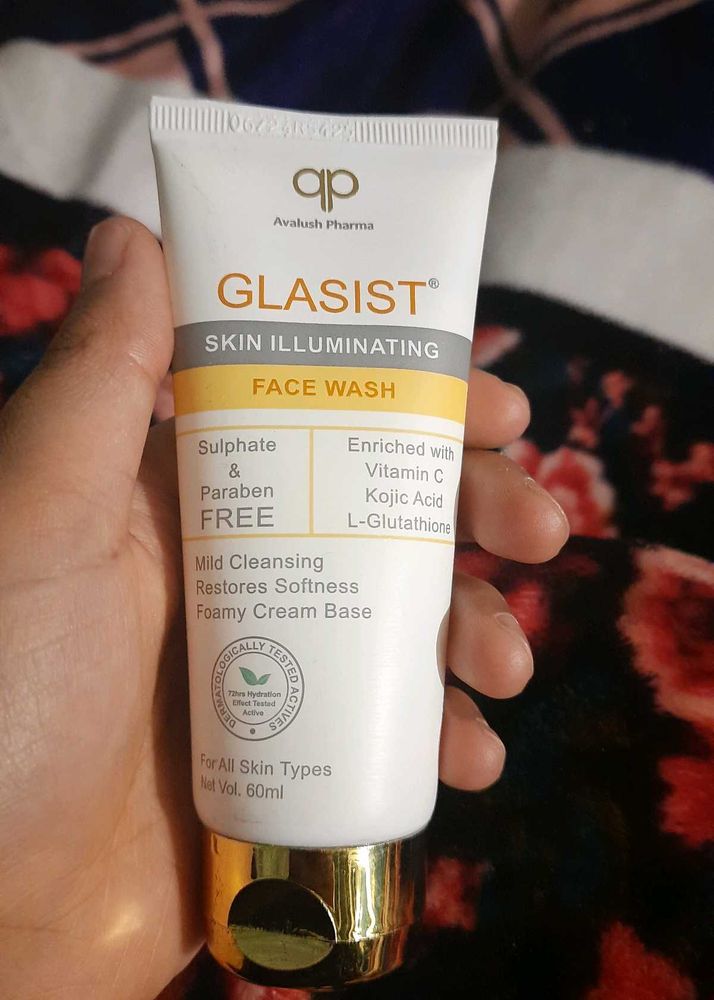 Avalush Pharma
GLASIST®
SKIN ILLUMINATING
FACE WASH
Sulphate
&
Paraben
FREE
Enriched with
Vitamin C
Kojic Acid
L-Glutathione
Mild Cleansing
Restores Softness
Foamy Cream Base
DERMATOLOGICALLY TESTED ACTIVES
72hrs Hydration
Effect Tested
Active
For All Skin Types
Net Vol. 60ml